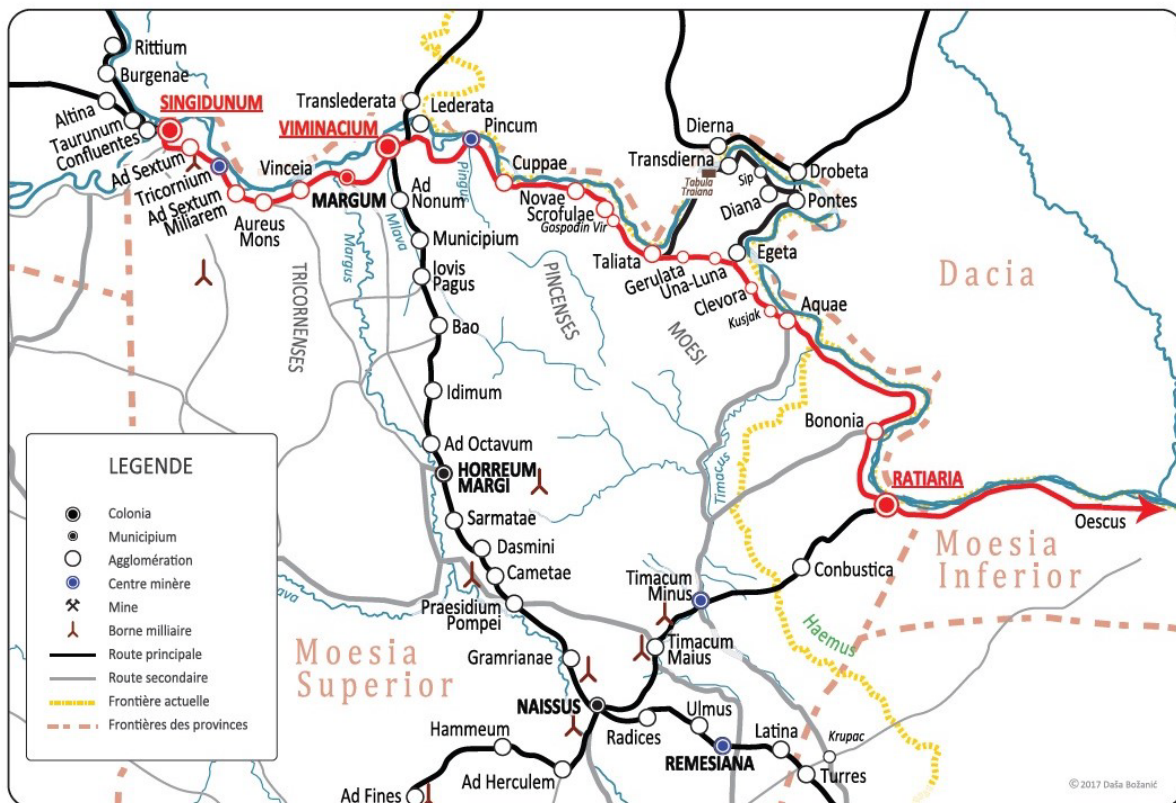 Rittium
Burgenae
Altina
Taurunum
Confluentes
SINGIDUNUM
Ad Sextum
Tricornium
Ad Sextum
Miliarem
Aureus
Mons
Vinceia
MARGUM
VIMINACIUM
Translederata
Lederata
Pincum
Pingus
Cuppae
Novae
Scrofulae
Gospodin Vir
Taliata
Gerulata
Una-Luna
Clevora
Kusjak
Dierna
Transdierna
Tabula
Traiana
Sip
Drobeta
Diana
Pontes
Egeta
Aquae
Dacia
Ad
Nonum
Mlava
Municipium
Margus
Iovis
Pagus
TRICORNENSES
PINCENSES
MOESI
Bao
Idimum
Ad Octavum
HORREUM
MARGI
Sarmatae
Dasmini
Cametae
Praesidium
Pompei
Gramrianae
NAISSUS
Bononia
Timacus
RATIARIA
Oescus
Moesia
Inferior
Conbustica
Timacum
Minus
Timacum
Maius
Haemus
Moesia
Superior
Hammeum
Ad Herculem
Ad Fines
Radices
Ulmus
REMESIANA
Latina
Turres
Krupac
LEGENDE
Colonia
Municipium
Agglomération
Centre minère
Mine
Borne milliaire
Route principale
Route secondaire
Frontière actuelle
Frontières des provinces
© 2017 Daša Božanić